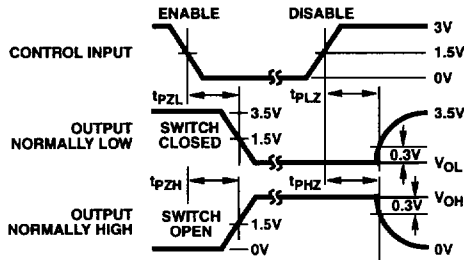 ENABLE
DISABLE
CONTROL INPUT
3V
1.5V
0V
tPZL
tPLZ
OUTPUT
NORMALLY LOW
SWITCH
CLOSED
3.5V
1.5V
3.5V
0.3V
VOL
tPZH
tPHZ
OUTPUT
NORMALLY HIGH
SWITCH
OPEN
1.5V
0V
VOH
0.3V
0V